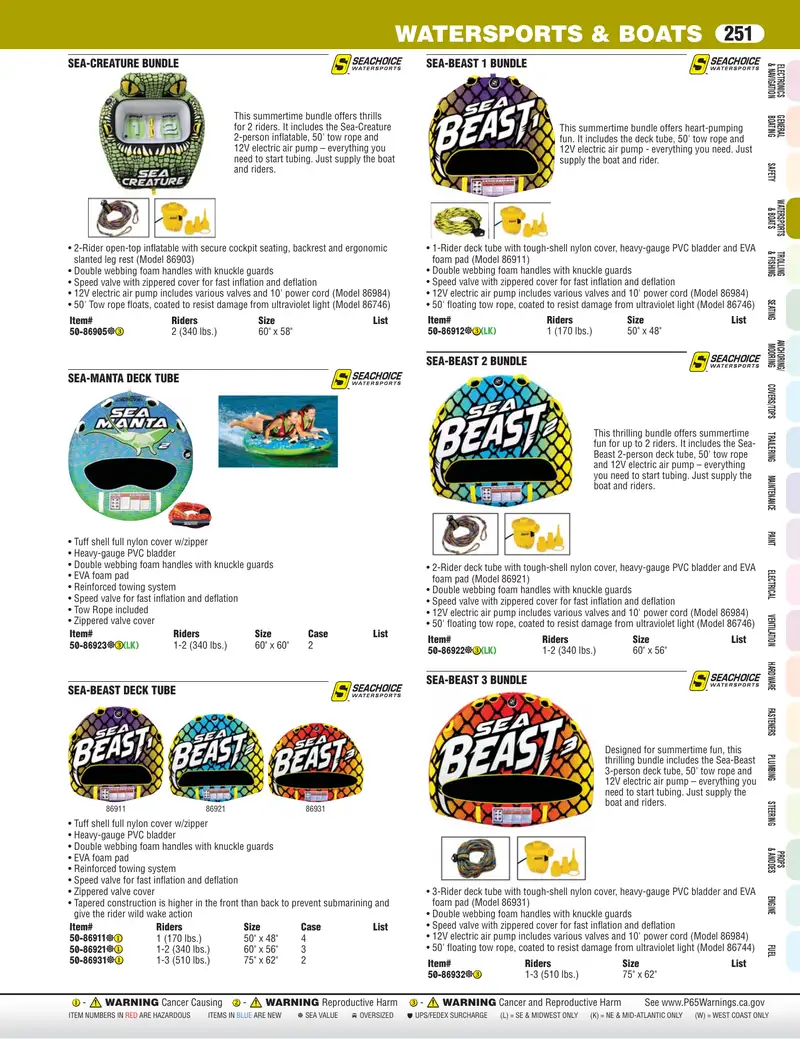 WATERSPORTS & BOATS 251
SEA-CREATURE BUNDLE
SEACHOICE
WATERSPORTS
SEA
CREATURE
This summertime bundle offers thrills
for 2 riders. It includes the Sea-Creature
2-person inflatable, 50' tow rope and
12V electric air pump – everything you
need to start tubing. Just supply the boat
and riders.
• 2-Rider open-top inflatable with secure cockpit seating, backrest and ergonomic
slanted leg rest (Model 86903)
• Double webbing foam handles with knuckle guards
• Speed valve with zippered cover for fast inflation and deflation
• 12V electric air pump includes various valves and 10' power cord (Model 86984)
• 50' Tow rope floats, coated to resist damage from ultraviolet light (Model 86746)
Item# Riders Size List
50-86905 3 2 (340 lbs.) 60" x 58"
SEA-MANTA DECK TUBE
SEACHOICE
WATERSPORTS
SEA
MANTA
2
• Tuff shell full nylon cover w/zipper
• Heavy-gauge PVC bladder
• Double webbing foam handles with knuckle guards
• EVA foam pad
• Reinforced towing system
• Speed valve for fast inflation and deflation
• Tow Rope included
• Zippered valve cover
Item# Riders Size Case List
50-86923 3 (LK) 1-2 (340 lbs.) 60" x 60" 2
SEA-BEAST DECK TUBE
SEACHOICE
WATERSPORTS
SEA BEAST 1
SEA BEAST 2
SEA BEAST 3
86911 86921 86931
• Tuff shell full nylon cover w/zipper
• Heavy-gauge PVC bladder
• Double webbing foam handles with knuckle guards
• EVA foam pad
• Reinforced towing system
• Speed valve for fast inflation and deflation
• Zippered valve cover
• Tapered construction is higher in the front than back to prevent submarining and
give the rider wild wake action
Item# Riders Size Case List
50-86911 1 1 (170 lbs.) 50" x 48" 4
50-86921 1 1-2 (340 lbs.) 60" x 56" 3
50-86931 1 1-3 (510 lbs.) 75" x 62" 2
SEA-BEAST 1 BUNDLE
SEACHOICE
WATERSPORTS
SEA
BEAST 1
This summertime bundle offers heart-pumping
fun. It includes the deck tube, 50' tow rope and
12V electric air pump - everything you need. Just
supply the boat and rider.
• 1-Rider deck tube with tough-shell nylon cover, heavy-gauge PVC bladder and EVA
foam pad (Model 86911)
• Double webbing foam handles with knuckle guards
• Speed valve with zippered cover for fast inflation and deflation
• 12V electric air pump includes various valves and 10' power cord (Model 86984)
• 50' floating tow rope, coated to resist damage from ultraviolet light (Model 86746)
Item# Riders Size List
50-86912 3 (LK) 1 (170 lbs.) 50" x 48"
SEA-BEAST 2 BUNDLE
SEACHOICE
WATERSPORTS
SEA
BEAST 2
This thrilling bundle offers summertime
fun for up to 2 riders. It includes the Sea-
Beast 2-person deck tube, 50' tow rope
and 12V electric air pump – everything
you need to start tubing. Just supply the
boat and riders.
• 2-Rider deck tube with tough-shell nylon cover, heavy-gauge PVC bladder and EVA
foam pad (Model 86921)
• Double webbing foam handles with knuckle guards
• Speed valve with zippered cover for fast inflation and deflation
• 12V electric air pump includes various valves and 10' power cord (Model 86984)
• 50' floating tow rope, coated to resist damage from ultraviolet light (Model 86746)
Item# Riders Size List
50-86922 3 (LK) 1-2 (340 lbs.) 60" x 56"
SEA-BEAST 3 BUNDLE
SEACHOICE
WATERSPORTS
SEA
BEAST 3
Designed for summertime fun, this
thrilling bundle includes the Sea-Beast
3-person deck tube, 50' tow rope and
12V electric air pump – everything you
need to start tubing. Just supply the
boat and riders.
• 3-Rider deck tube with tough-shell nylon cover, heavy-gauge PVC bladder and EVA
foam pad (Model 86931)
• Double webbing foam handles with knuckle guards
• Speed valve with zippered cover for fast inflation and deflation
• 12V electric air pump includes various valves and 10' power cord (Model 86984)
• 50' floating tow rope, coated to resist damage from ultraviolet light (Model 86744)
Item# Riders Size List
50-86932 3 1-3 (510 lbs.) 75" x 62"
ELECTRONICS
& NAVIGATION
GENERAL
BOATING
SAFETY
WATERSPORTS
& BOATS
TROLLING
& FISHING
SEATING
ANCHORING/
MOORING
COVERS/TOPS
TRAILERING
MAINTENANCE
PAINT
ELECTRICAL
VENTILATION
HARDWARE
FASTENERS
PLUMBING
STEERING
PROPS
& ANODES
ENGINE
FUEL
1 - WARNING Cancer Causing 2 - WARNING Reproductive Harm 3 - WARNING Cancer and Reproductive Harm See www.P65Warnings.ca.gov
ITEM NUMBERS IN RED ARE HAZARDOUS ITEMS IN BLUE ARE NEW SEA VALUE OVERSIZED UPS/FEDEX SURCHARGE (L) = SE & MIDWEST ONLY (K) = NE & MID-ATLANTIC ONLY (W) = WEST COAST ONLY